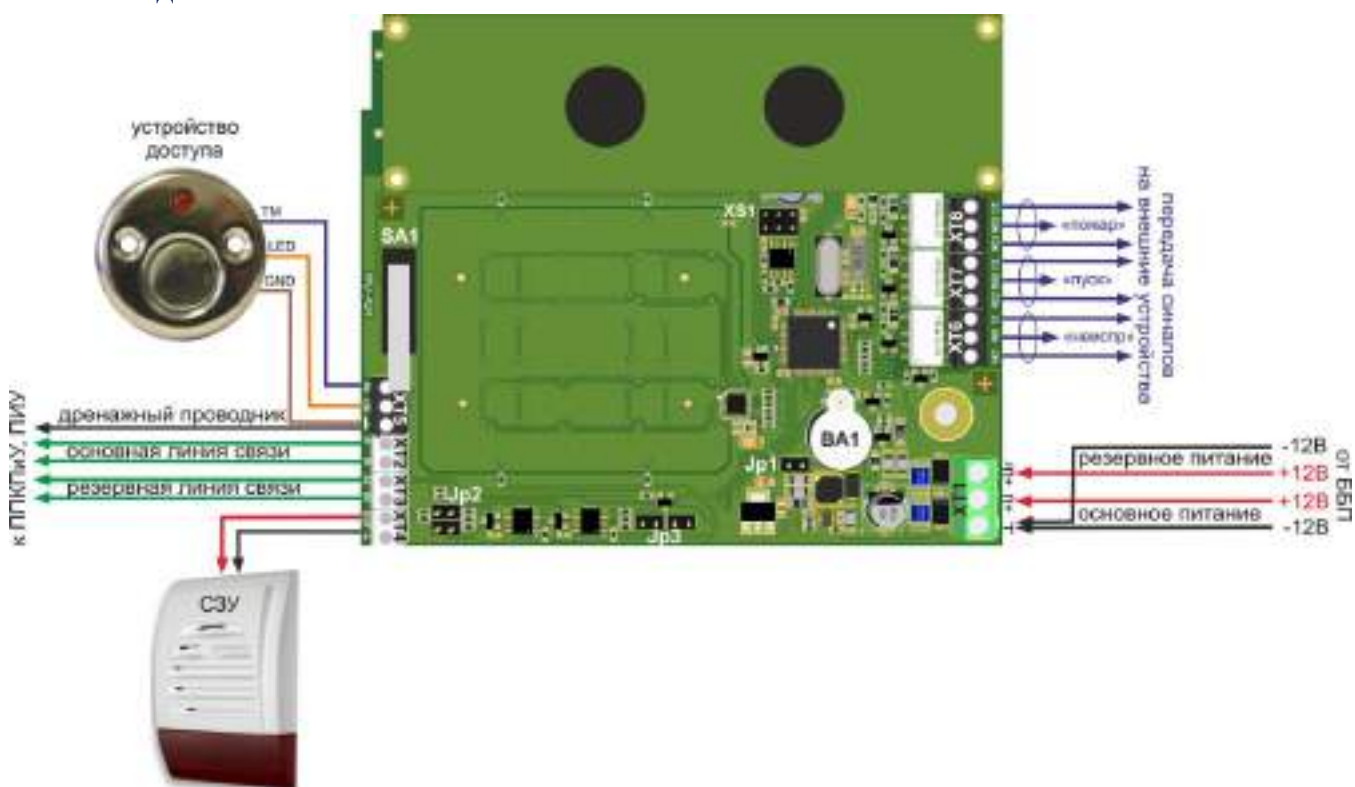 устройство
доступа
TM
LED
GND
SA1
XS1
XT8
XT7
XT6
«пожар»
«пуск»
«неиспр»
передача сигналов
на внешние устройства
к ППКПиУ, ПИУ
дренажный проводник
основная линия связи
резервная линия связи
XT5
XT2
XT3
XT4
Jp2
Jp3
Jp1
BA1
XT1
резервное питание
основное питание
-12В
+12В
+12В
-12В
от ББП
СЗУ